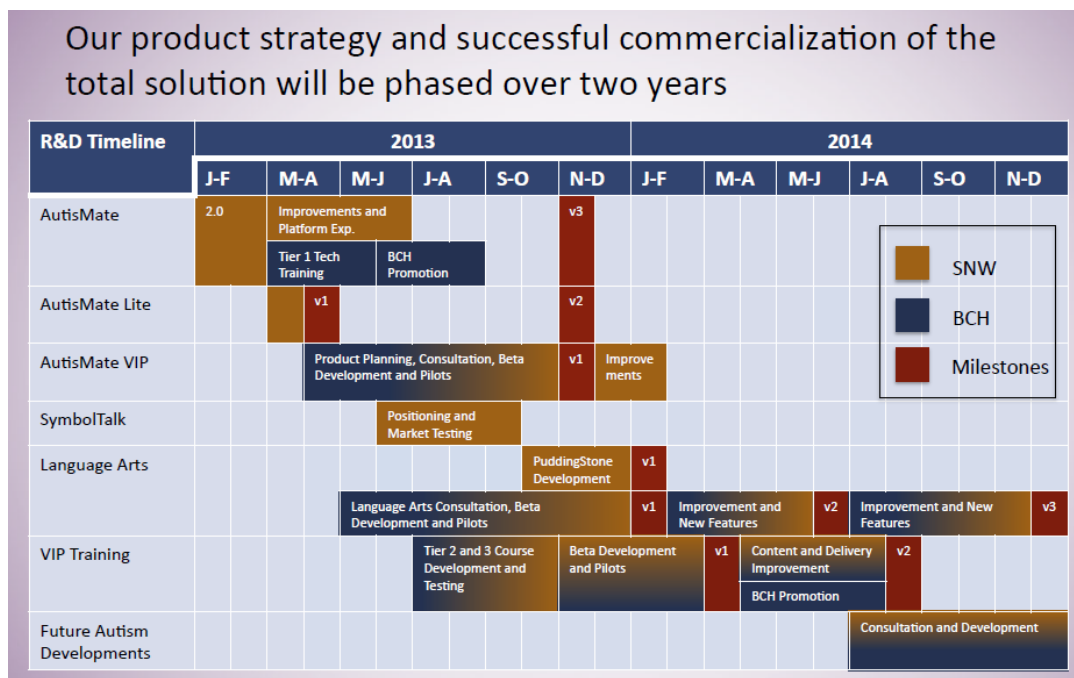 Our product strategy and successful commercialization of the
total solution will be phased over two years
R&D Timeline
2013
2014
J-F
M-A
M-J
J-A
S-O
N-D
J-F
M-A
M-J
J-A
S-O
N-D
AutisMate
2.0
Improvements and
Platform Exp.
v3
Tier 1 Tech
Training
BCH
Promotion
SNW
BCH
Milestones
AutisMate Lite
v1
v2
AutisMate VIP
Product Planning, Consultation, Beta
Development and Pilots
v1
Improve
ments
SymbolTalk
Positioning and
Market Testing
Language Arts
PuddingStone
Development
v1
Language Arts Consultation, Beta
Development and Pilots
v1
Improvement and
New Features
v2
Improvement and New
Features
v3
VIP Training
Tier 2 and 3 Course
Development and
Testing
Beta Development
and Pilots
v1
Content and Delivery
Improvement
v2
BCH Promotion
Future Autism
Developments
Consultation and Development